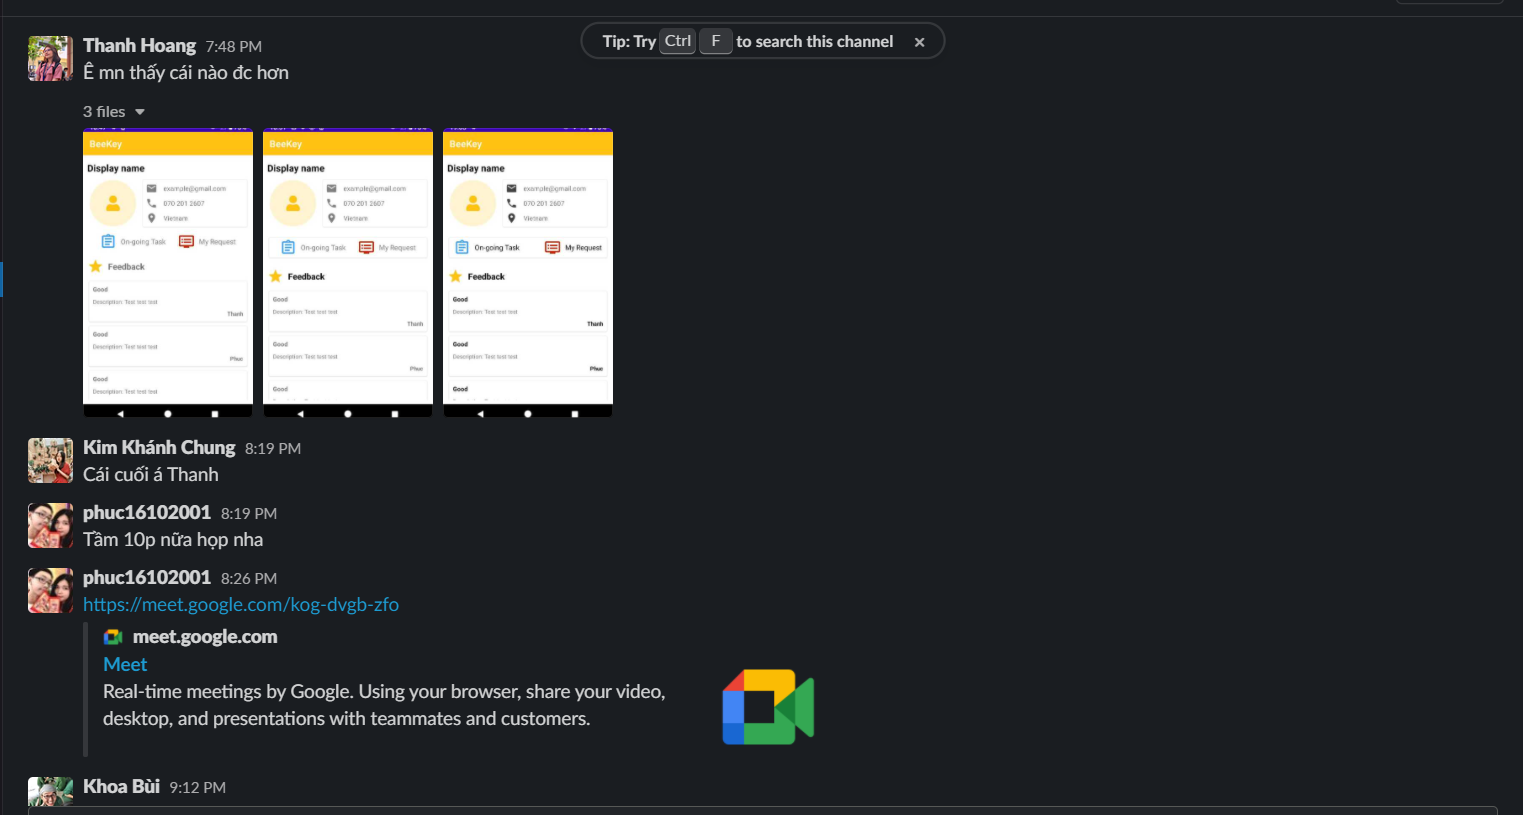 Thanh Hoang 7:48 PM
Tip: Try Ctrl F to search this channel ×
Ê mn thấy cái nào đc hơn
3 files
BeeKey
Display name
example@gmail.com
070 201 2607
Vietnam
On-going Task My Request
Feedback
Good
Description: Test test test
Thanh
Good
Description: Test test test
Phuc
Good
Description: Test test test
BeeKey
Display name
example@gmail.com
070 201 2607
Vietnam
On-going Task My Request
Feedback
Good
Description: Test test test
Thanh
Good
Description: Test test test
Phuc
Good
BeeKey
Display name
example@gmail.com
070 201 2607
Vietnam
On-going Task My Request
Feedback
Good
Description: Test test test
Thanh
Good
Description: Test test test
Phuc
Good
Kim Khánh Chung 8:19 PM
Cái cuối á Thanh
phuc16102001 8:19 PM
Tầm 10p nữa họp nha
phuc16102001 8:26 PM
https://meet.google.com/kog-dvgb-zfo
meet.google.com
Meet
Real-time meetings by Google. Using your browser, share your video,
desktop, and presentations with teammates and customers.
Khoa Bùi 9:12 PM